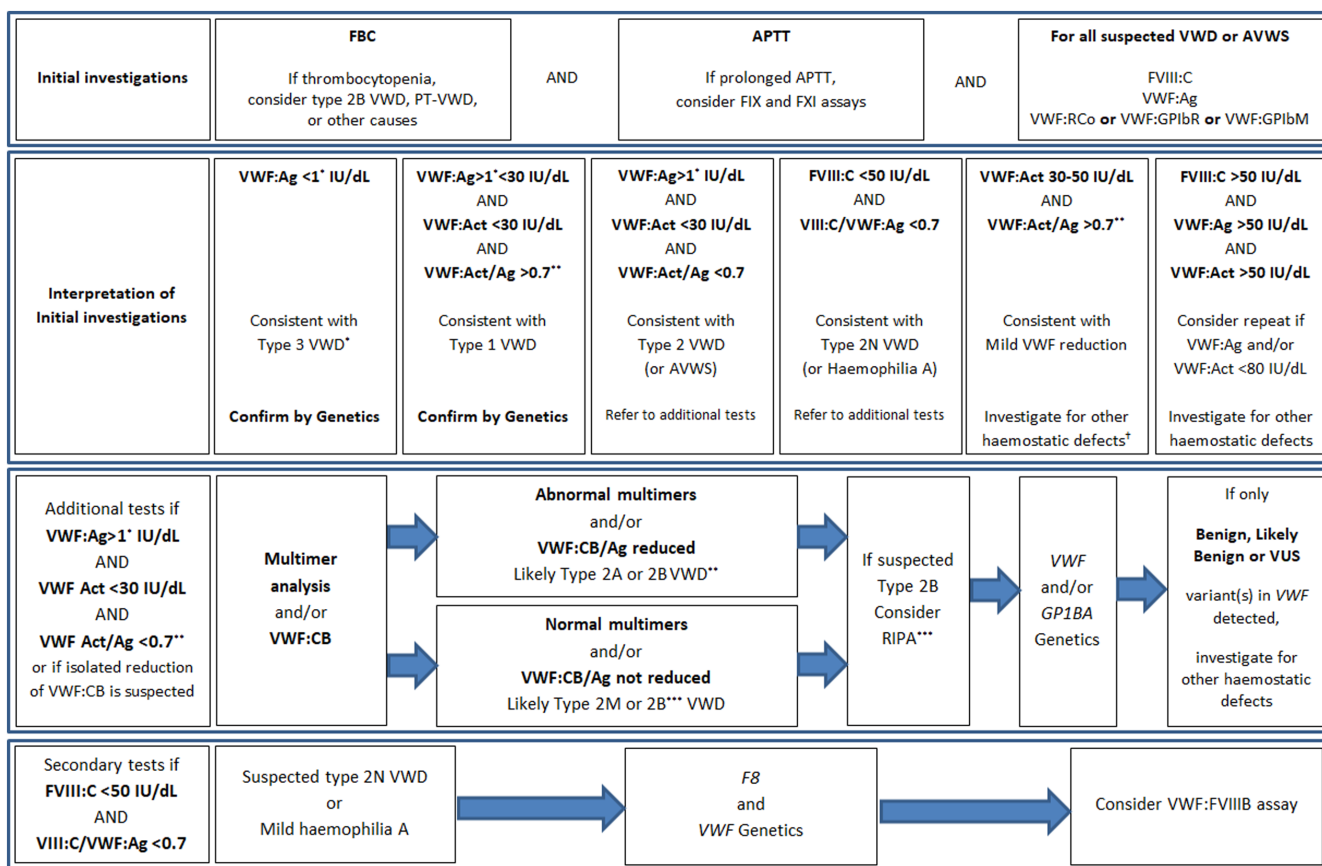 Initial investigations
FBC
If thrombocytopenia,
consider type 2B VWD, PT-VWD,
or other causes
AND
APTT
If prolonged APTT,
consider FIX and FXI assays
AND
For all suspected VWD or AVWS
FVIII:C
VWF:Ag
VWF:RCo or VWF:GPIbR or VWF:GPIbM
Interpretation of
Initial investigations
VWF:Ag <1* IU/dL
Consistent with
Type 3 VWD*
Confirm by Genetics
VWF:Ag>1*<30 IU/dL
AND
VWF:Act <30 IU/dL
AND
VWF:Act/Ag >0.7**
Consistent with
Type 1 VWD
Confirm by Genetics
VWF:Ag>1* IU/dL
AND
VWF:Act <30 IU/dL
AND
VWF:Act/Ag <0.7
Consistent with
Type 2 VWD
(or AVWS)
Refer to additional tests
FVIII:C <50 IU/dL
AND
VIII:C/VWF:Ag <0.7
Consistent with
Type 2N VWD
(or Haemophilia A)
Refer to additional tests
VWF:Act 30-50 IU/dL
AND
VWF:Act/Ag >0.7**
Consistent with
Mild VWF reduction
Investigate for other
haemostatic defects†
FVIII:C >50 IU/dL
AND
VWF:Ag >50 IU/dL
AND
VWF:Act >50 IU/dL
Consider repeat if
VWF:Ag and/or
VWF:Act <80 IU/dL
Investigate for other
haemostatic defects
Additional tests if
VWF:Ag>1* IU/dL
AND
VWF Act <30 IU/dL
AND
VWF Act/Ag <0.7**
or if isolated reduction
of VWF:CB is suspected
Multimer
analysis
and/or
VWF:CB
Abnormal multimers
and/or
VWF:CB/Ag reduced
Likely Type 2A or 2B VWD**
Normal multimers
and/or
VWF:CB/Ag not reduced
Likely Type 2M or 2B*** VWD
If suspected
Type 2B
Consider
RIPA***
VWF
and/or
GP1BA
Genetics
If only
Benign, Likely
Benign or VUS
variant(s) in VWF
detected,
investigate for
other haemostatic
defects
Secondary tests if
FVIII:C <50 IU/dL
AND
VIII:C/VWF:Ag <0.7
Suspected type 2N VWD
or
Mild haemophilia A
F8
and
VWF Genetics
Consider VWF:FVIIIB assay